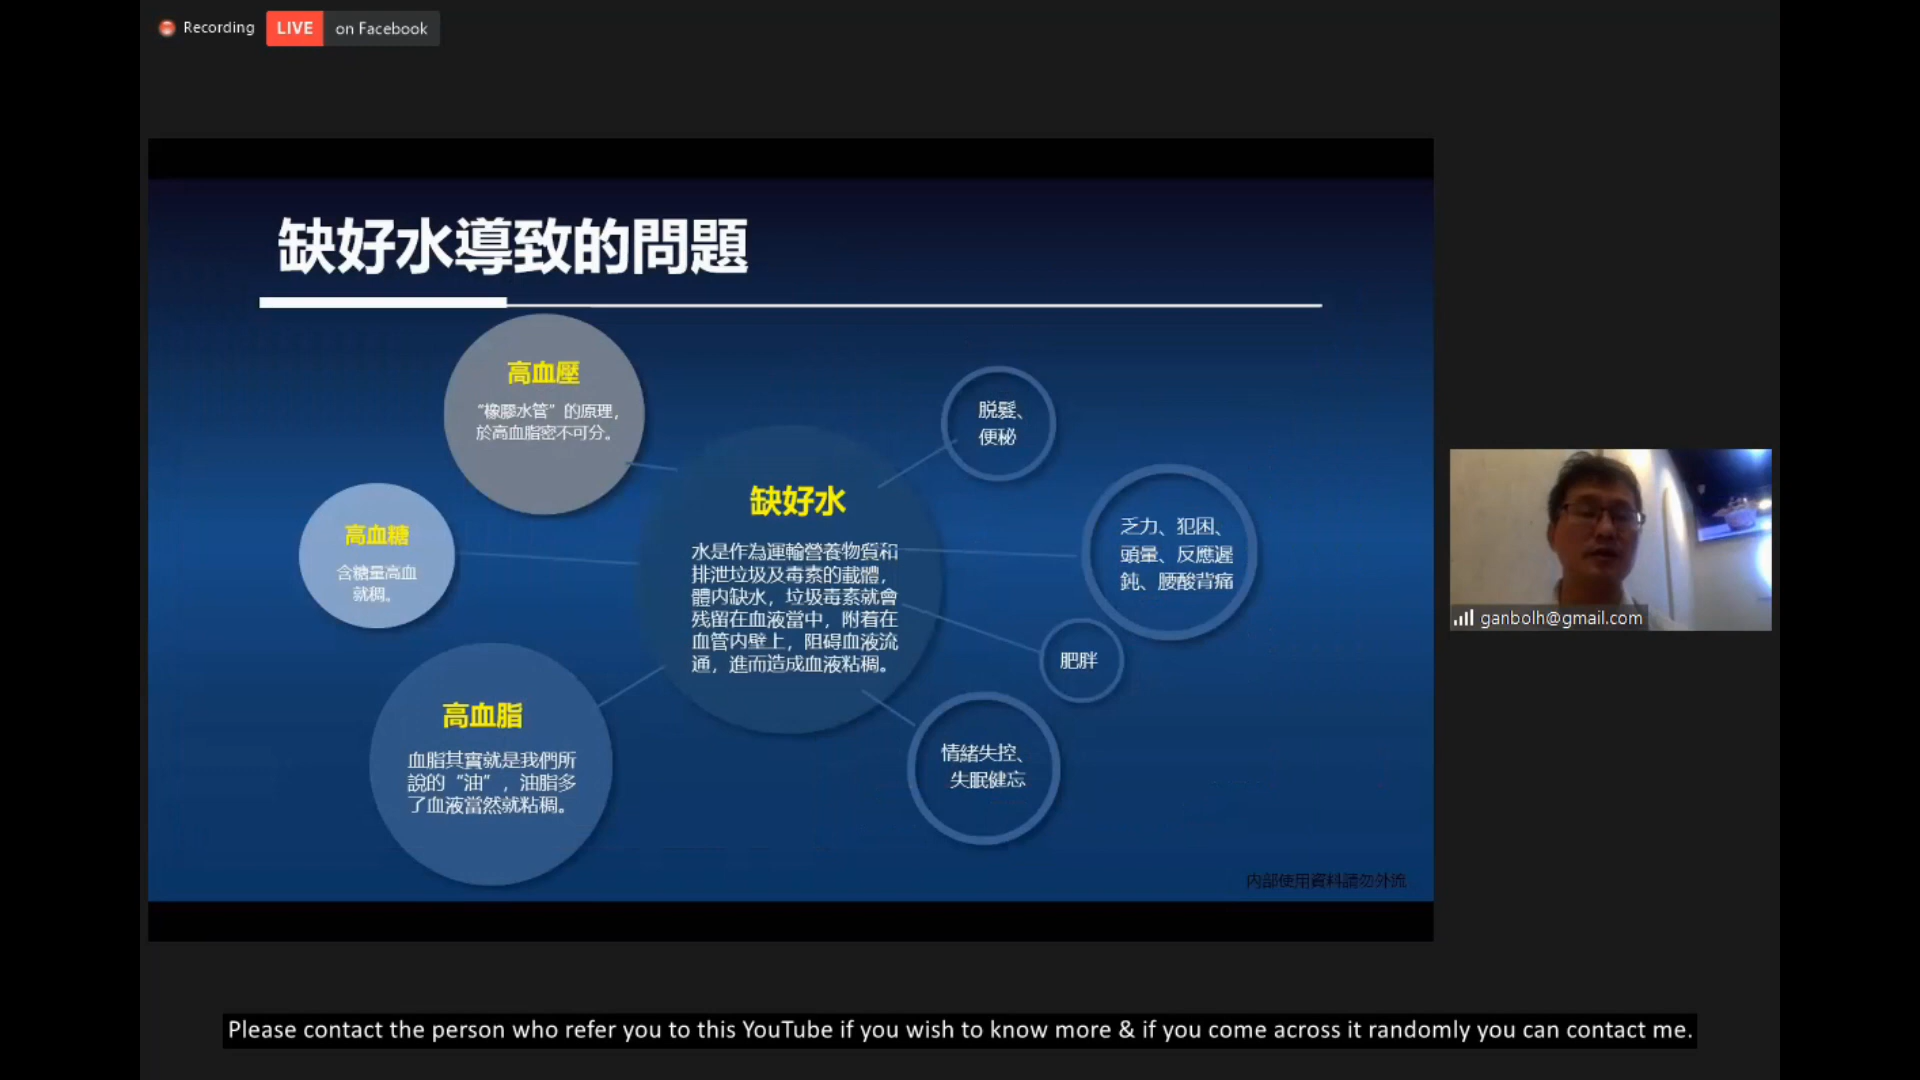 Recording
LIVE on Facebook
缺好水導致的問題
高血壓
“橡膠水管”的原理，
於高血脂密不可分。
高血糖
含糖量高血
就稠。
高血脂
血脂其實就是我們所
說的“油”，油脂多
了血液當然就粘稠。
缺好水
水是作為運輸營養物質和
排泄垃圾及毒素的載體，
體内缺水，垃圾毒素就會
残留在血液當中，附着在
血管内壁上，阻碍血液流
通，進而造成血液粘稠。
脱髮、
便秘
乏力、犯困、
頭暈、反應遲
鈍、腰酸背痛
肥胖
情緒失控、
失眠健忘
内部使用資料請勿外流
ganbolh@gmail.com
Please contact the person who refer you to this YouTube if you wish to know more & if you come across it randomly you can contact me.